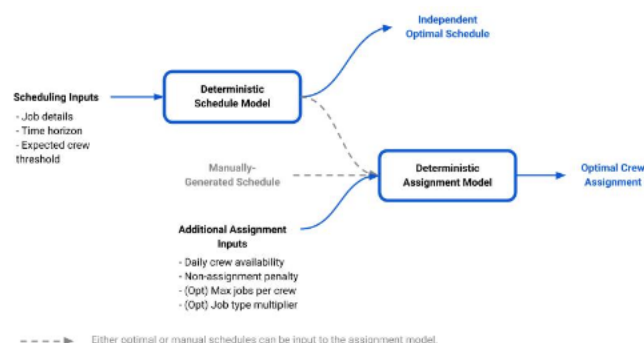 Independent
Optimal Schedule
Deterministic
Schedule Model
Scheduling Inputs
- Job details
- Time horizon
- Expected crew
threshold
Manually-
Generated Schedule
Deterministic
Assignment Model
Optimal Crew
Assignment
Additional Assignment
Inputs
- Daily crew availability
- Non-assignment penalty
- (Opt) Max jobs per crew
- (Opt) Job type multiplier
Either optimal or manual schedules can be input to the assignment model.